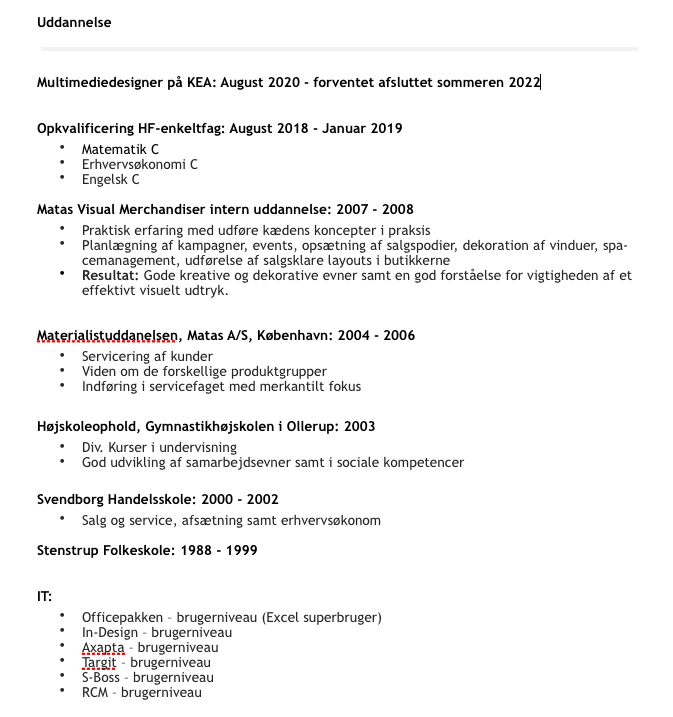 Uddannelse
Multimediedesigner på KEA: August 2020 - forventet afsluttet sommeren 2022
Opkvalificering HF-enkeltfag: August 2018 - Januar 2019
• Matematik C
• Erhvervsøkonomi C
• Engelsk C
Matas Visual Merchandiser intern uddannelse: 2007 - 2008
• Praktisk erfaring med udføre kædens koncepter i praksis
• Planlægning af kampagner, events, opsætning af salgspodier, dekoration af vinduer, spa-
cemanagement, udførelse af salgsklare layouts i butikkerne
• Resultat: Gode kreative og dekorative evner samt en god forståelse for vigtigheden af et
effektivt visuelt udtryk.
Materialistuddanelsen, Matas A/S, København: 2004 - 2006
• Servicering af kunder
• Viden om de forskellige produktgrupper
• Indføring i servicefaget med merkantilt fokus
Højskoleophold, Gymnastikhøjskolen i Ollerup: 2003
• Div. Kurser i undervisning
• God udvikling af samarbejdsevner samt i sociale kompetencer
Svendborg Handelsskole: 2000 - 2002
• Salg og service, afsætning samt erhvervsøkonom
Stenstrup Folkeskole: 1988 - 1999
IT:
• Officepakken – brugerniveau (Excel superbruger)
• In-Design – brugerniveau
• Axapta – brugerniveau
• Targit – brugerniveau
• S-Boss – brugerniveau
• RCM – brugerniveau